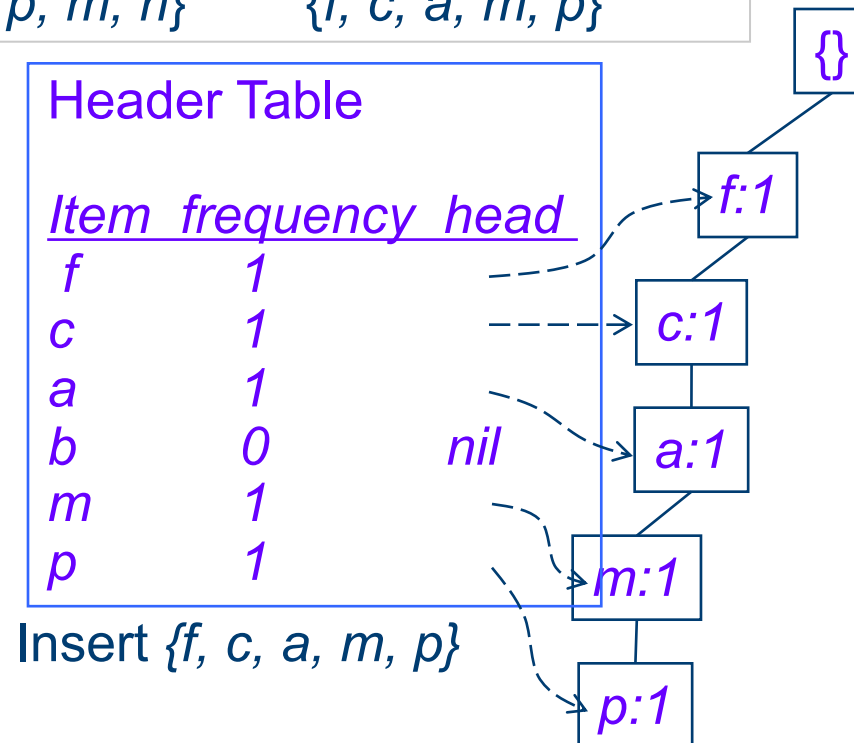 p, m, n} {f, c, a, m, p}
{}
Header Table
Item frequency head
f 1
c 1
a 1
b 0 nil
m 1
p 1
f:1
c:1
a:1
m:1
p:1
Insert {f, c, a, m, p}